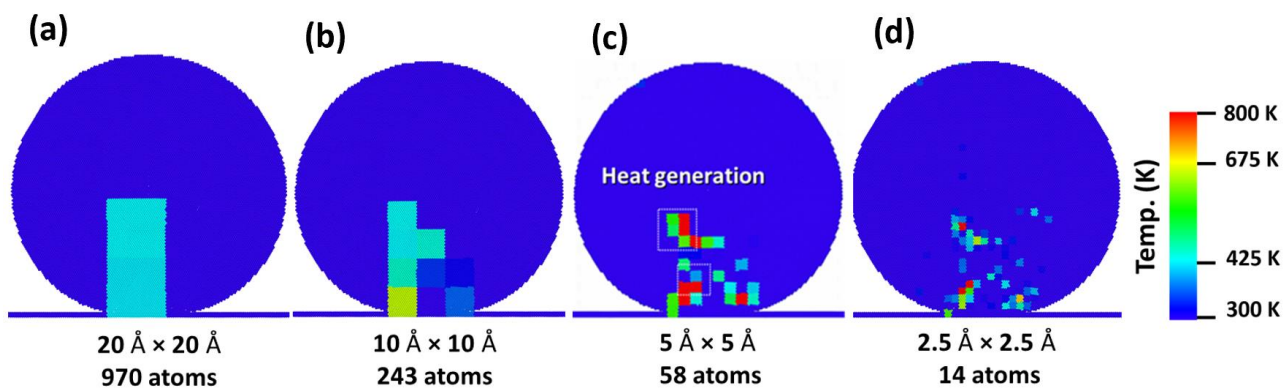 (a)
(b)
(c)
(d)
Heat generation
20 Å × 20 Å
970 atoms
10 Å × 10 Å
243 atoms
5 Å × 5 Å
58 atoms
2.5 Å × 2.5 Å
14 atoms
Temp. (K)
800 K
675 K
425 K
300 K